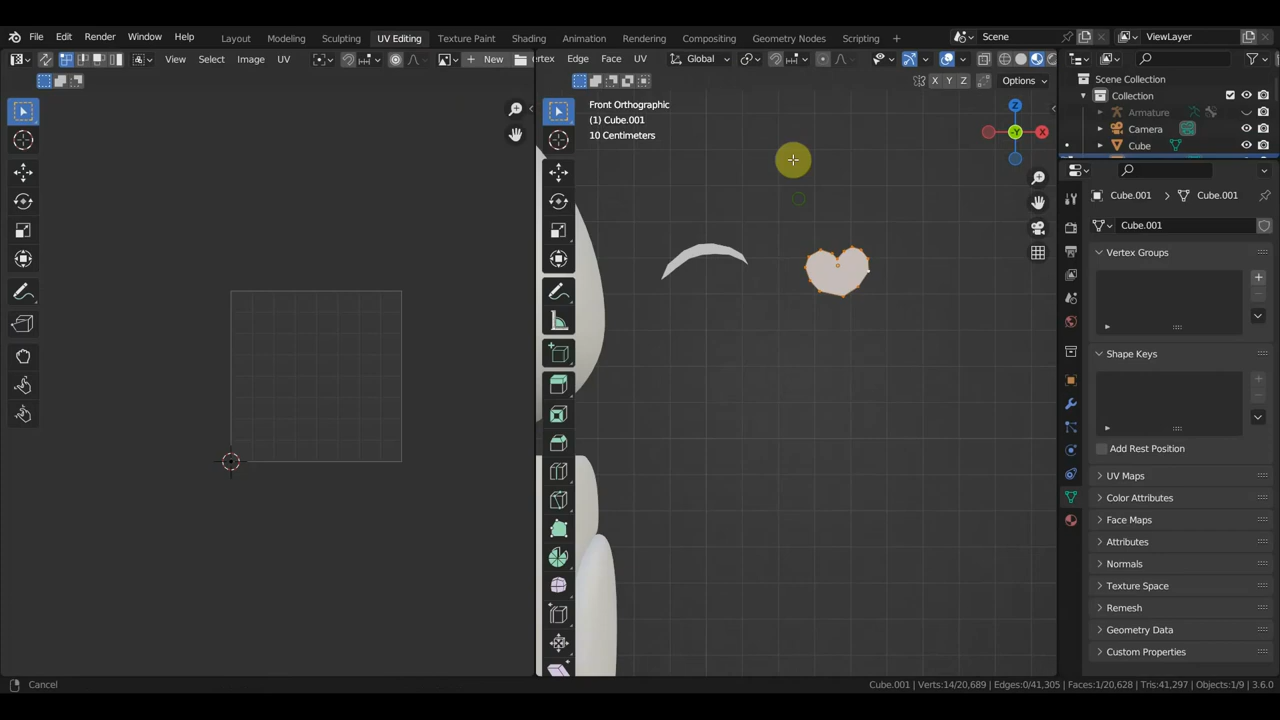 File Edit Render Window Help Layout Modeling Sculpting UV Editing Texture Paint Shading Animation Rendering Compositing Geometry Nodes Scripting + Scene ViewLayer
View Select Image UV + New
ertex Edge Face UV Global
X Y Z Options
Scene Collection
Collection
Armature
Camera
Cube
Front Orthographic
(1) Cube.001
10 Centimeters
Z
-Y
X
Cube.001 > Cube.001
Cube.001
Vertex Groups
Shape Keys
Add Rest Position
UV Maps
Color Attributes
Face Maps
Attributes
Normals
Texture Space
Remesh
Geometry Data
Custom Properties
Cancel
Cube.001 | Verts:14/20,689 | Edges:0/41,305 | Faces:1/20,628 | Tris:41,297 | Objects:1/9 | 3.6.0